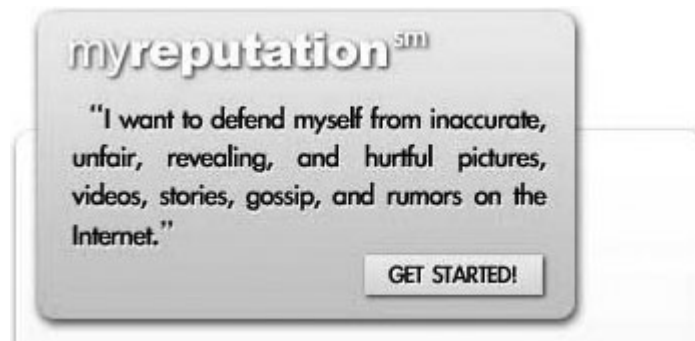 myreputation℠
“I want to defend myself from inaccurate,
unfair, revealing, and hurtful pictures,
videos, stories, gossip, and rumors on the
Internet.”
GET STARTED!